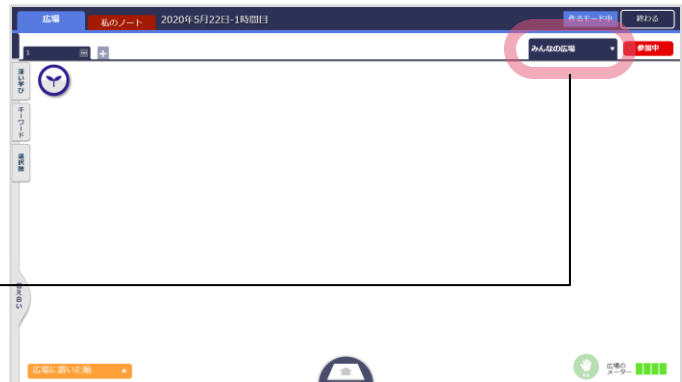 広場
私のノート
2020年5月22日-1時間目
作るモード中
終わる
1
みんなの広場
参加中
深い学び
キーワード
選択肢
伝え合い
広場に置いた順
広場の
メーター